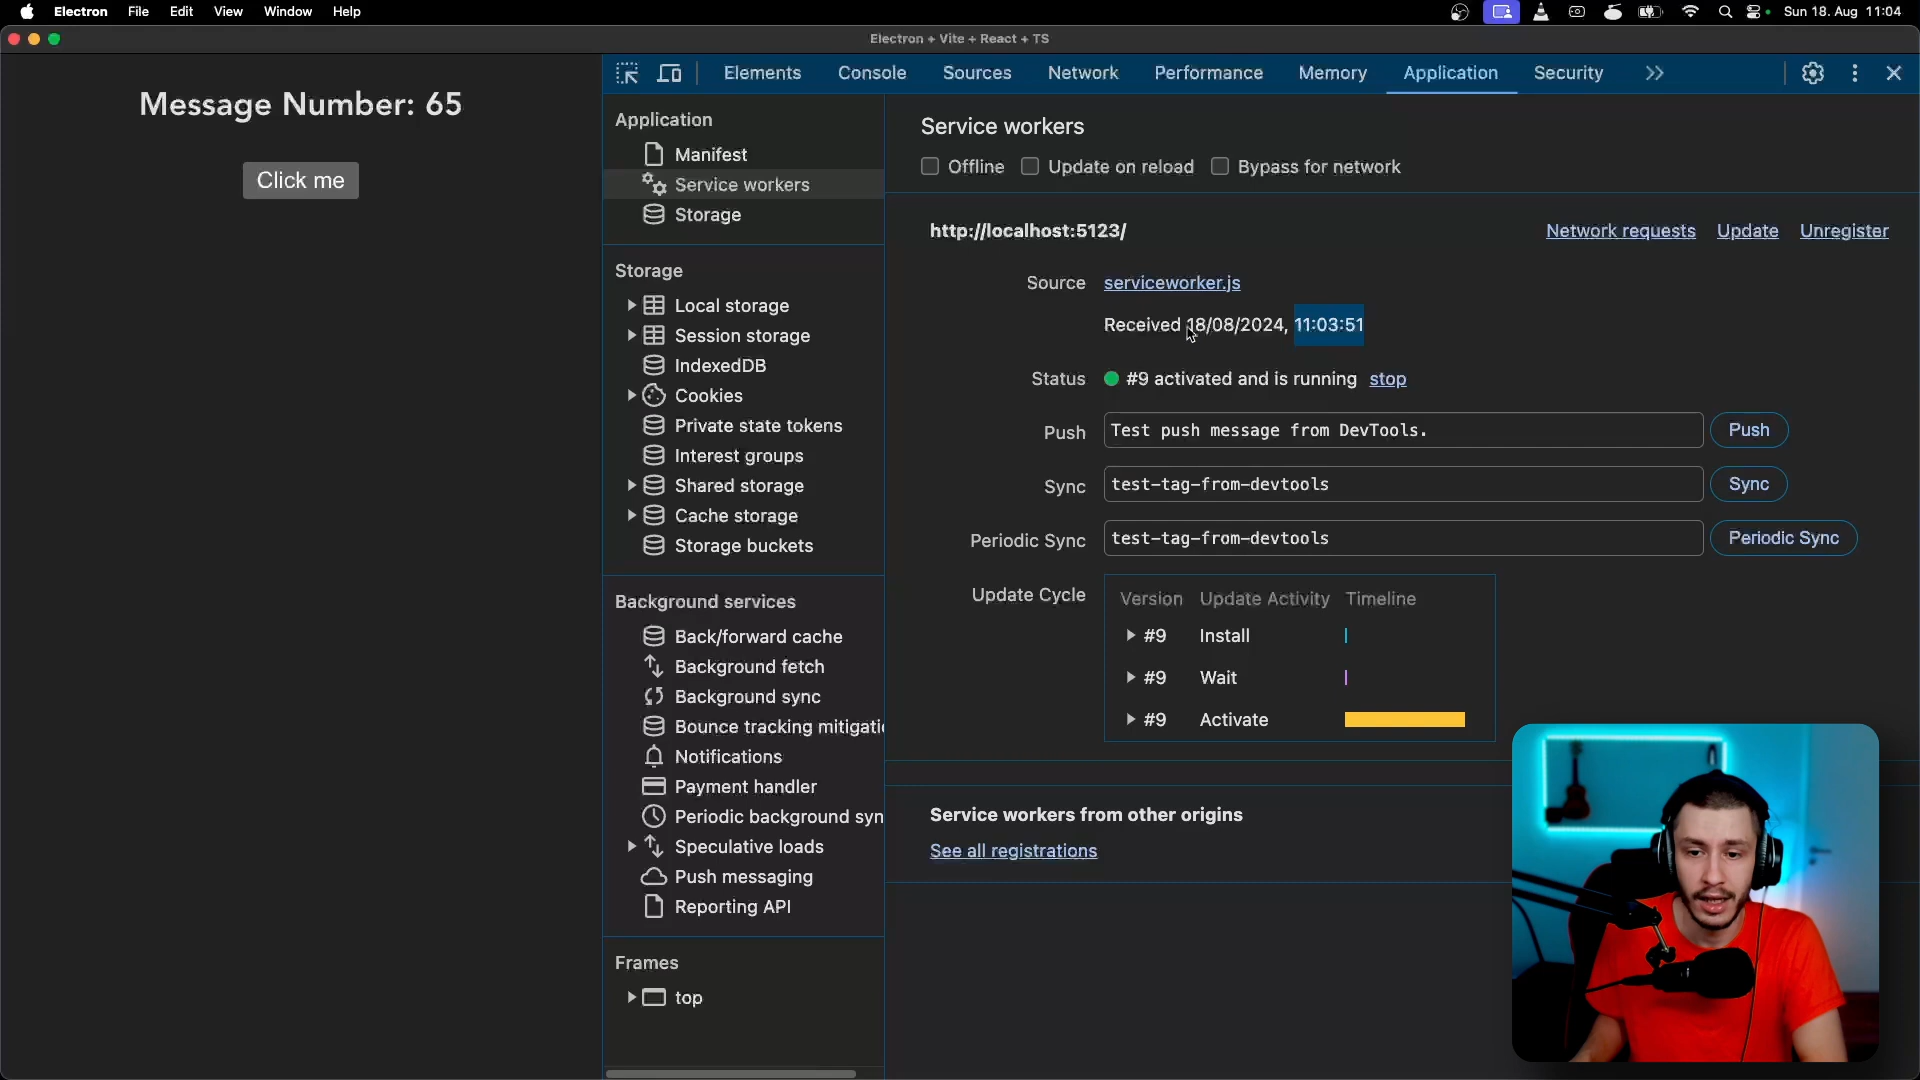 Electron File Edit View Window Help
Sun 18. Aug 11:04
Electron + Vite + React + TS
Message Number: 65
Click me
Elements Console Sources Network Performance Memory Application Security
Application
Manifest
Service workers
Storage
Storage
Local storage
Session storage
IndexedDB
Cookies
Private state tokens
Interest groups
Shared storage
Cache storage
Storage buckets
Background services
Back/forward cache
Background fetch
Background sync
Bounce tracking mitigatio
Notifications
Payment handler
Periodic background syn
Speculative loads
Push messaging
Reporting API
Frames
top
Service workers
Offline Update on reload Bypass for network
http://localhost:5123/ Network requests Update Unregister
Source serviceworker.js
Received 18/08/2024, 11:03:51
Status #9 activated and is running stop
Push Test push message from DevTools. Push
Sync test-tag-from-devtools Sync
Periodic Sync test-tag-from-devtools Periodic Sync
Update Cycle Version Update Activity Timeline
#9 Install
#9 Wait
#9 Activate
Service workers from other origins
See all registrations